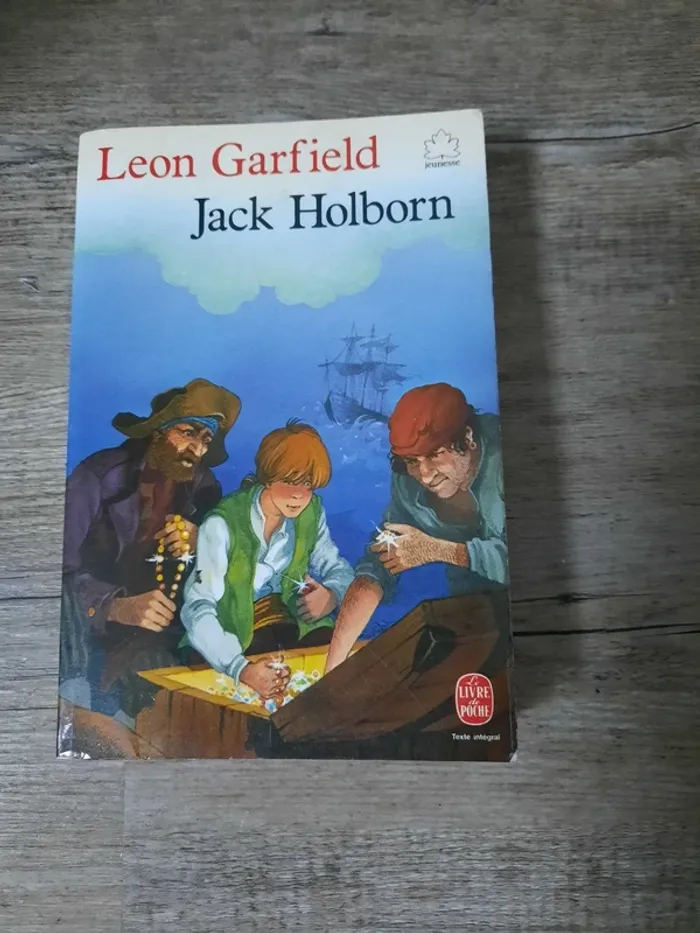 Leon Garfield
jeunesse
Jack Holborn
Le
LIVRE
de
POCHE
Texte intégral